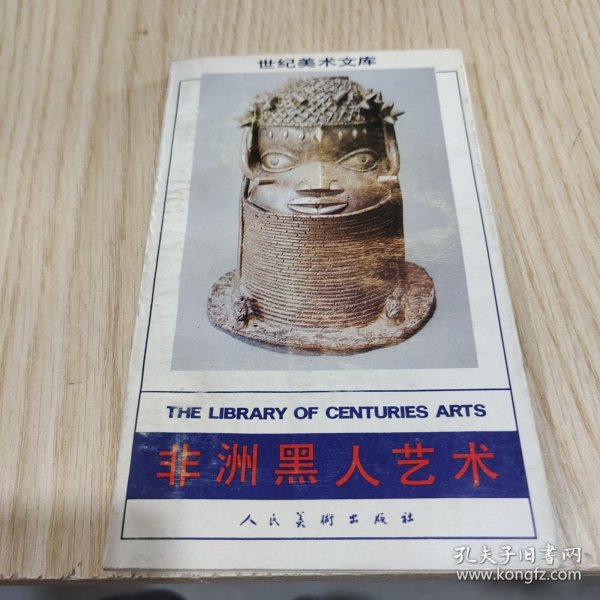 世纪美术文库
THE LIBRARY OF CENTURIES ARTS
非洲黑人艺术
人民美術出版社
孔夫子旧书网
www.kongfz.com